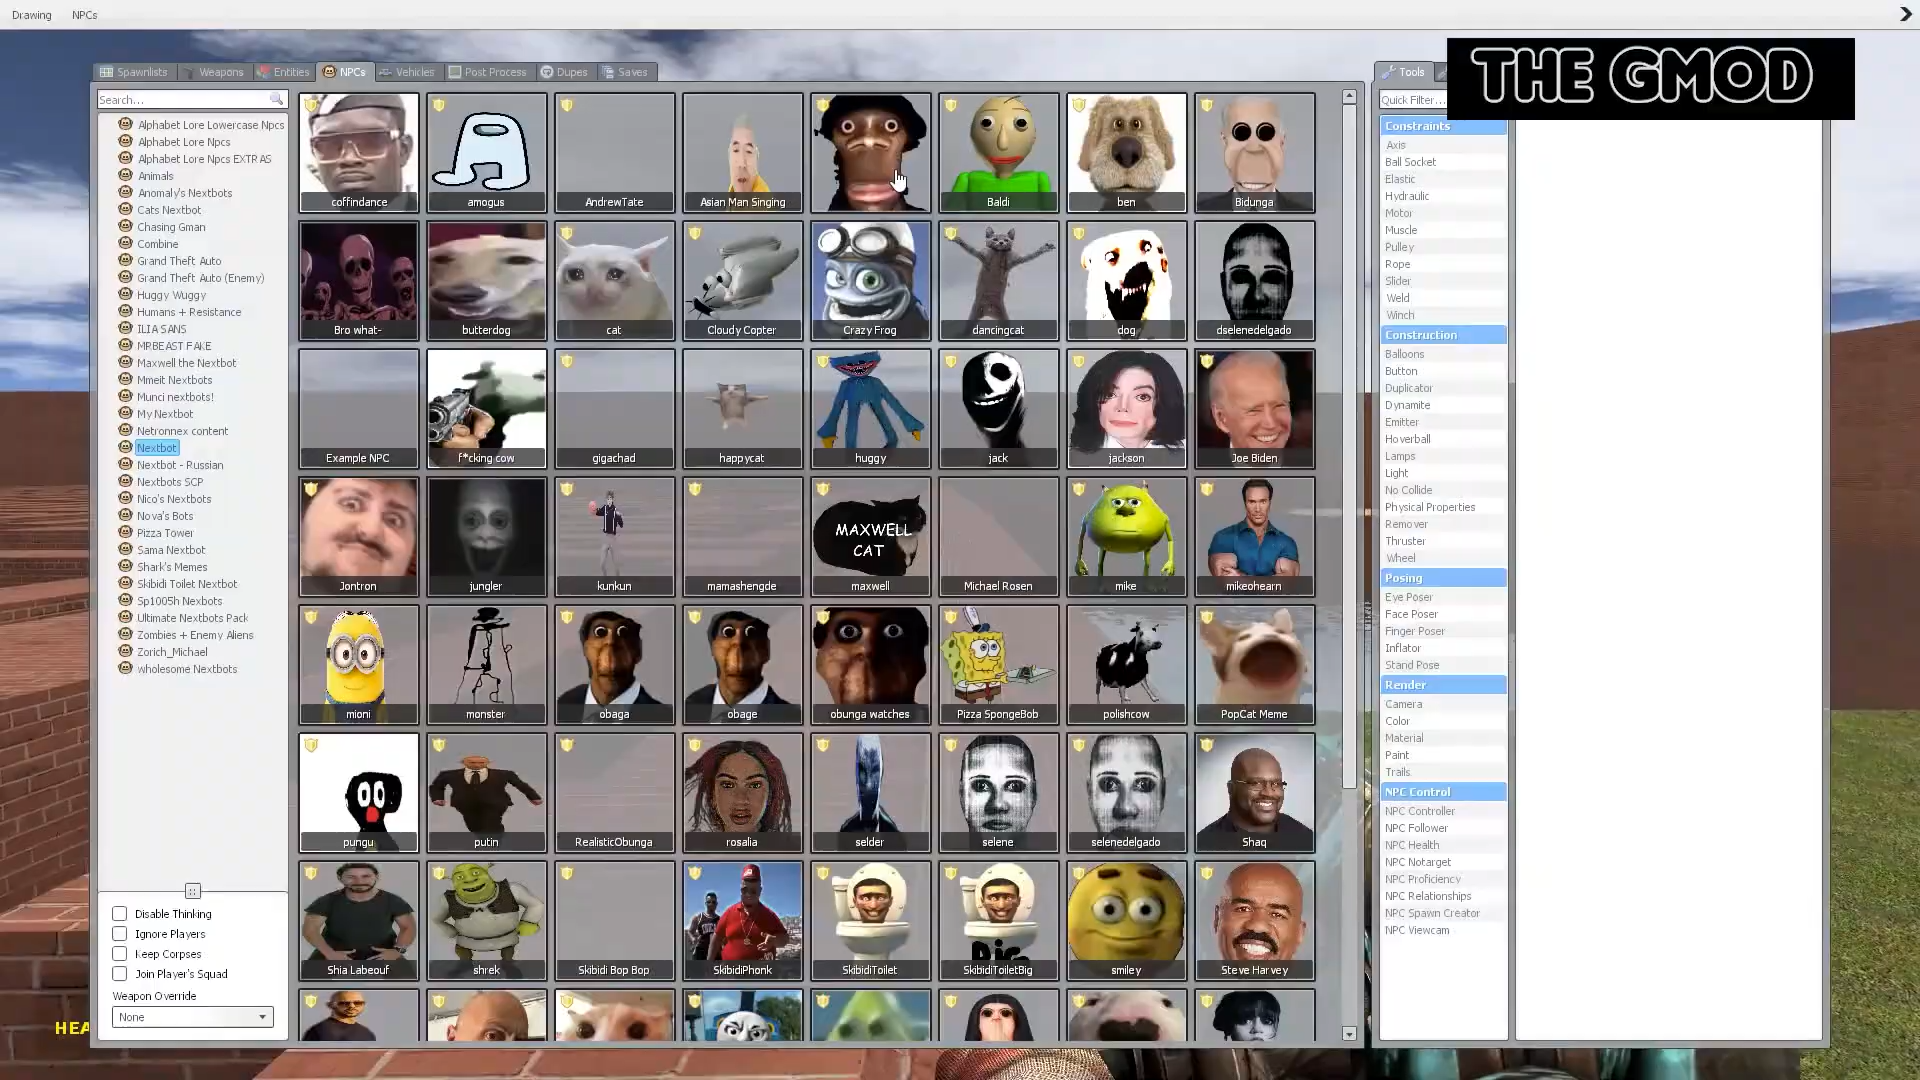 Drawing NPCs
THE GMOD
Spawnlists Weapons Entities NPCs Vehicles Post Process Dupes Saves
Tools
Search...
Quick Filter...
Alphabet Lore Lowercase Npcs
Alphabet Lore Npcs
Alphabet Lore Npcs EXTRAS
Animals
Anomaly's Nextbots
Cats Nextbot
Chasing Gman
Combine
Grand Theft Auto
Grand Theft Auto (Enemy)
Huggy Wuggy
Humans + Resistance
ILIA SANS
MRBEAST FAKE
Maxwell the Nextbot
Mmeit Nextbots
Munci nextbots!
My Nextbot
Netronnex content
Nextbot
Nextbot - Russian
Nextbots SCP
Nico's Nextbots
Nova's Bots
Pizza Tower
Sama Nextbot
Shark's Memes
Skibidi Toilet Nextbot
Sp1005h Nexbots
Ultimate Nextbots Pack
Zombies + Enemy Aliens
Zorich_Michael
wholesome Nextbots
Disable Thinking
Ignore Players
Keep Corpses
Join Player's Squad
Weapon Override
None
HEA
coffindance amogus AndrewTate Asian Man Singing Baldi ben Bidunga
Bro what- butterdog cat Cloudy Copter Crazy Frog dancingcat dog dselenedelgado
Example NPC f*cking cow gigachad happycat huggy jack jackson Joe Biden
MAXWELL
CAT
Jontron jungler kunkun mamashengde maxwell Michael Rosen mike mikeohearn
mioni monster obaga obage obunga watches Pizza SpongeBob polishcow PopCat Meme
pungu putin RealisticObunga rosalia selder selene selenedelgado Shaq
Shia Labeouf shrek Skibidi Bop Bop SkibidiPhonk SkibidiToilet SkibidiToiletBig smiley Steve Harvey
Constraints
Axis
Ball Socket
Elastic
Hydraulic
Motor
Muscle
Pulley
Rope
Slider
Weld
Winch
Construction
Balloons
Button
Duplicator
Dynamite
Emitter
Hoverball
Lamps
Light
No Collide
Physical Properties
Remover
Thruster
Wheel
Posing
Eye Poser
Face Poser
Finger Poser
Inflator
Stand Pose
Render
Camera
Color
Material
Paint
Trails
NPC Control
NPC Controller
NPC Follower
NPC Health
NPC Notarget
NPC Proficiency
NPC Relationships
NPC Spawn Creator
NPC Viewcam